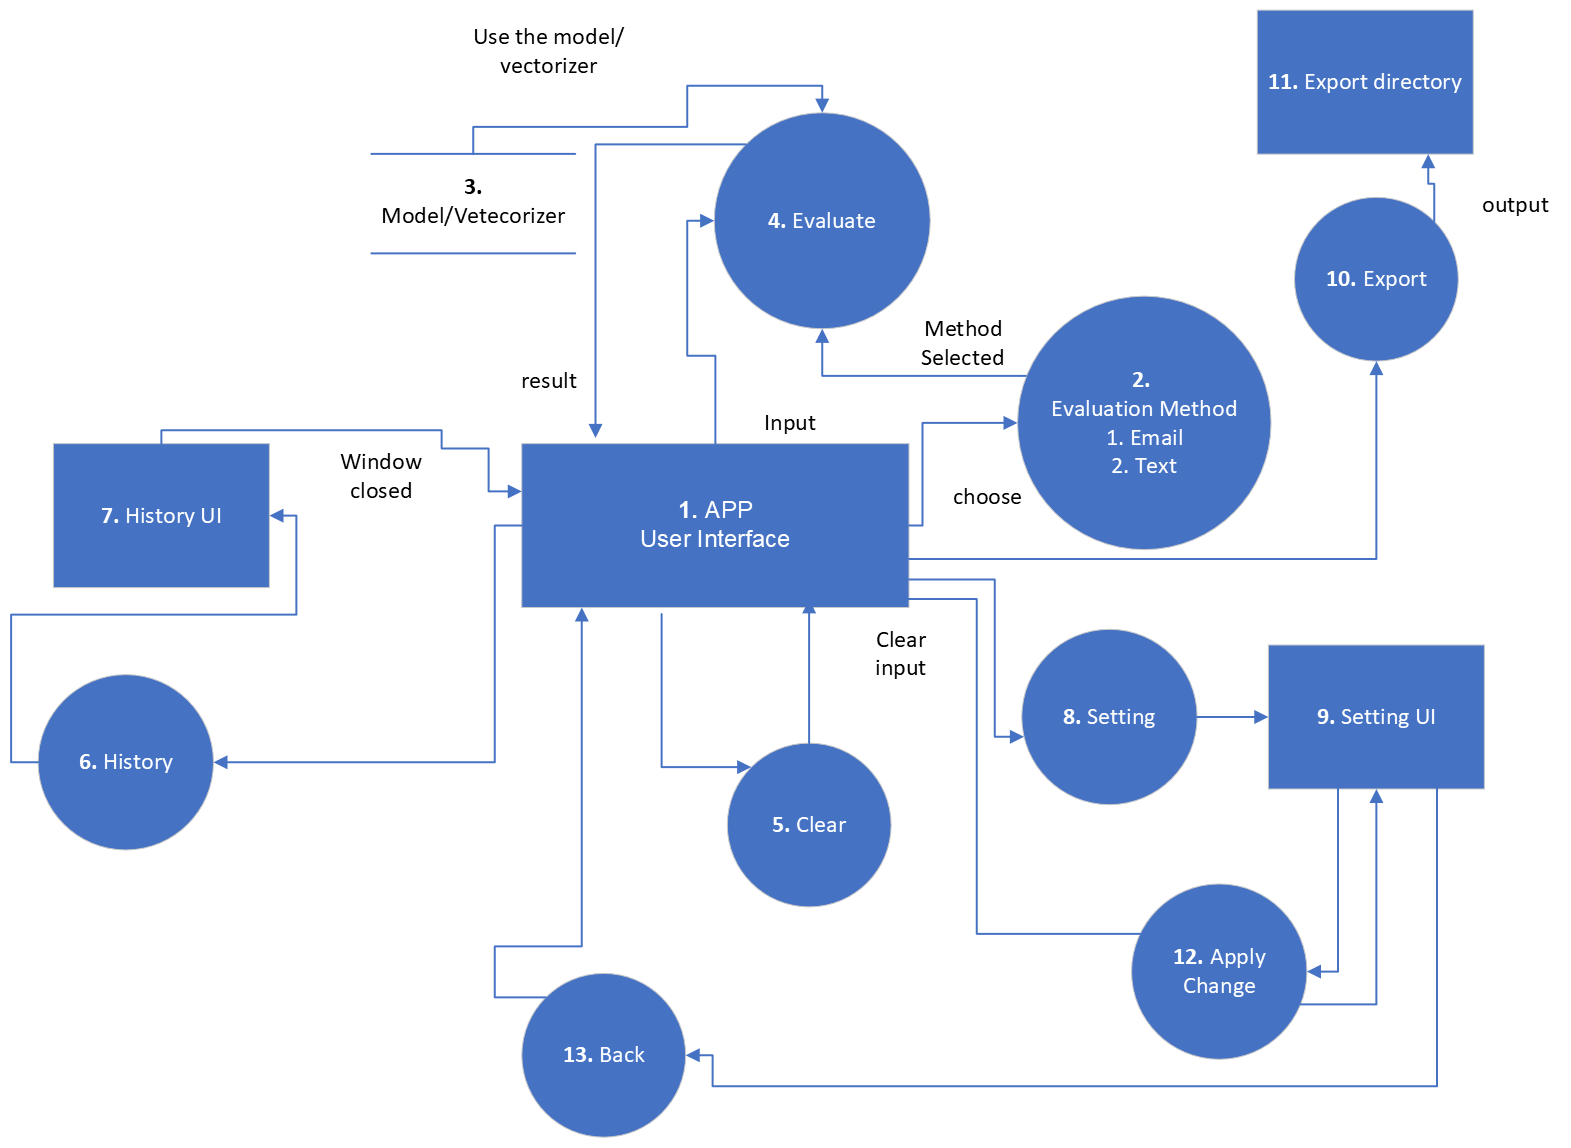 Use the model/
vectorizer
11. Export directory
3.
Model/Vetecorizer
4. Evaluate
output
10. Export
Method
Selected
result
2.
Evaluation Method
1. Email
2. Text
Input
Window
closed
choose
7. History UI
1. APP
User Interface
Clear
input
8. Setting
9. Setting UI
6. History
5. Clear
12. Apply
Change
13. Back